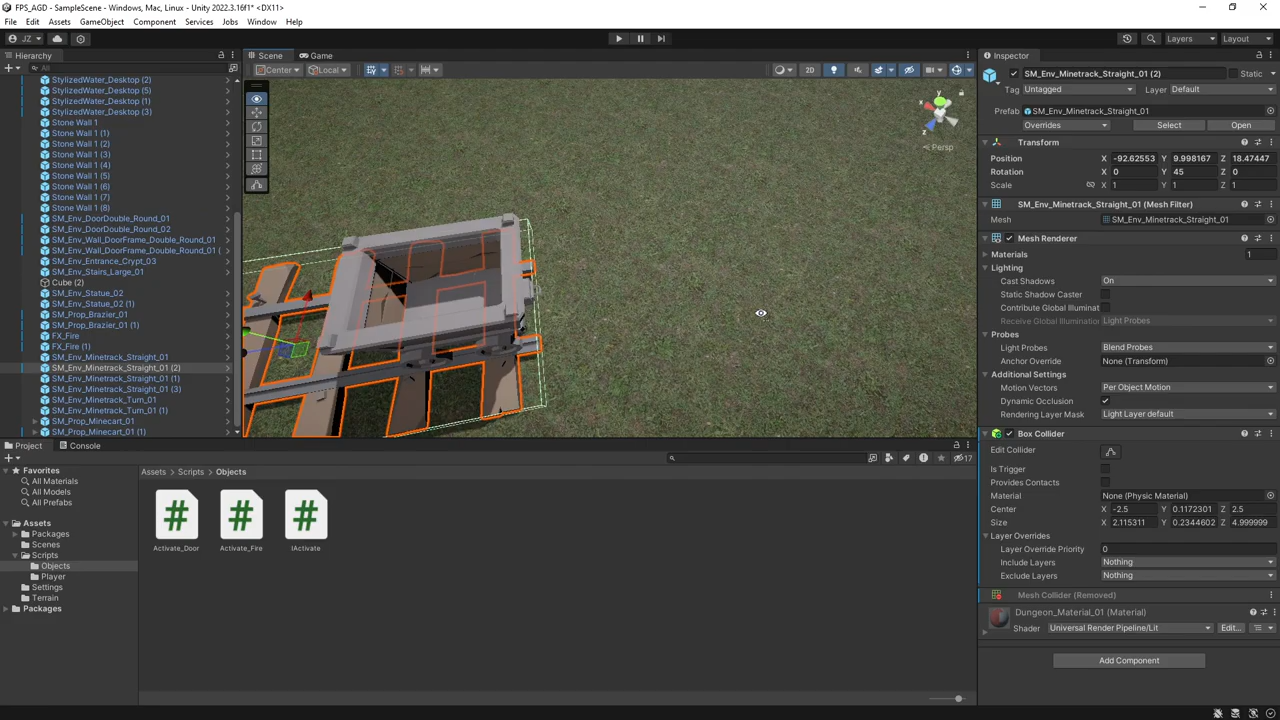 FPS_AGD - SampleScene - Windows, Mac, Linux - Unity 2022.3.16f1* <DX11>
File Edit Assets GameObject Component Services Jobs Window Help
JZ
Layers Layout
Hierarchy
All
StylizedWater_Desktop (2)
StylizedWater_Desktop (5)
StylizedWater_Desktop (1)
StylizedWater_Desktop (3)
Stone Wall 1
Stone Wall 1 (1)
Stone Wall 1 (2)
Stone Wall 1 (3)
Stone Wall 1 (4)
Stone Wall 1 (5)
Stone Wall 1 (6)
Stone Wall 1 (7)
Stone Wall 1 (8)
SM_Env_DoorDouble_Round_01
SM_Env_DoorDouble_Round_02
SM_Env_Wall_DoorFrame_Double_Round_01
SM_Env_Wall_DoorFrame_Double_Round_01 (
SM_Env_Entrance_Crypt_03
SM_Env_Stairs_Large_01
Cube (2)
SM_Env_Statue_02
SM_Env_Statue_02 (1)
SM_Prop_Brazier_01
SM_Prop_Brazier_01 (1)
FX_Fire
FX_Fire (1)
SM_Env_Minetrack_Straight_01
SM_Env_Minetrack_Straight_01 (2)
SM_Env_Minetrack_Straight_01 (1)
SM_Env_Minetrack_Straight_01 (3)
SM_Env_Minetrack_Turn_01
SM_Env_Minetrack_Turn_01 (1)
SM_Prop_Minecart_01
SM_Prop_Minecart_01 (1)
Scene Game
Center Local 2D
y
x
z
Persp
Inspector
SM_Env_Minetrack_Straight_01 (2) Static
Tag Untagged Layer Default
Prefab SM_Env_Minetrack_Straight_01
Overrides Select Open
Transform
Position X -92.62553 Y 9.998167 Z 18.47447
Rotation X 0 Y 45 Z 0
Scale X 1 Y 1 Z 1
SM_Env_Minetrack_Straight_01 (Mesh Filter)
Mesh SM_Env_Minetrack_Straight_01
Mesh Renderer
Materials 1
Lighting
Cast Shadows On
Static Shadow Caster
Contribute Global Illuminat
Receive Global Illumination Light Probes
Probes
Light Probes Blend Probes
Anchor Override None (Transform)
Additional Settings
Motion Vectors Per Object Motion
Dynamic Occlusion
Rendering Layer Mask Light Layer default
Box Collider
Edit Collider
Is Trigger
Provides Contacts
Material None (Physic Material)
Center X -2.5 Y 0.1172301 Z 2.5
Size X 2.115311 Y 0.2344602 Z 4.999999
Layer Overrides
Layer Override Priority 0
Include Layers Nothing
Exclude Layers Nothing
Mesh Collider (Removed)
Dungeon_Material_01 (Material)
Shader Universal Render Pipeline/Lit Edit...
Add Component
Project Console
17
Favorites
All Materials
All Models
All Prefabs
Assets
Packages
Scenes
Scripts
Objects
Player
Settings
Terrain
Packages
Assets Scripts Objects
# # #
Activate_Door Activate_Fire IActivate